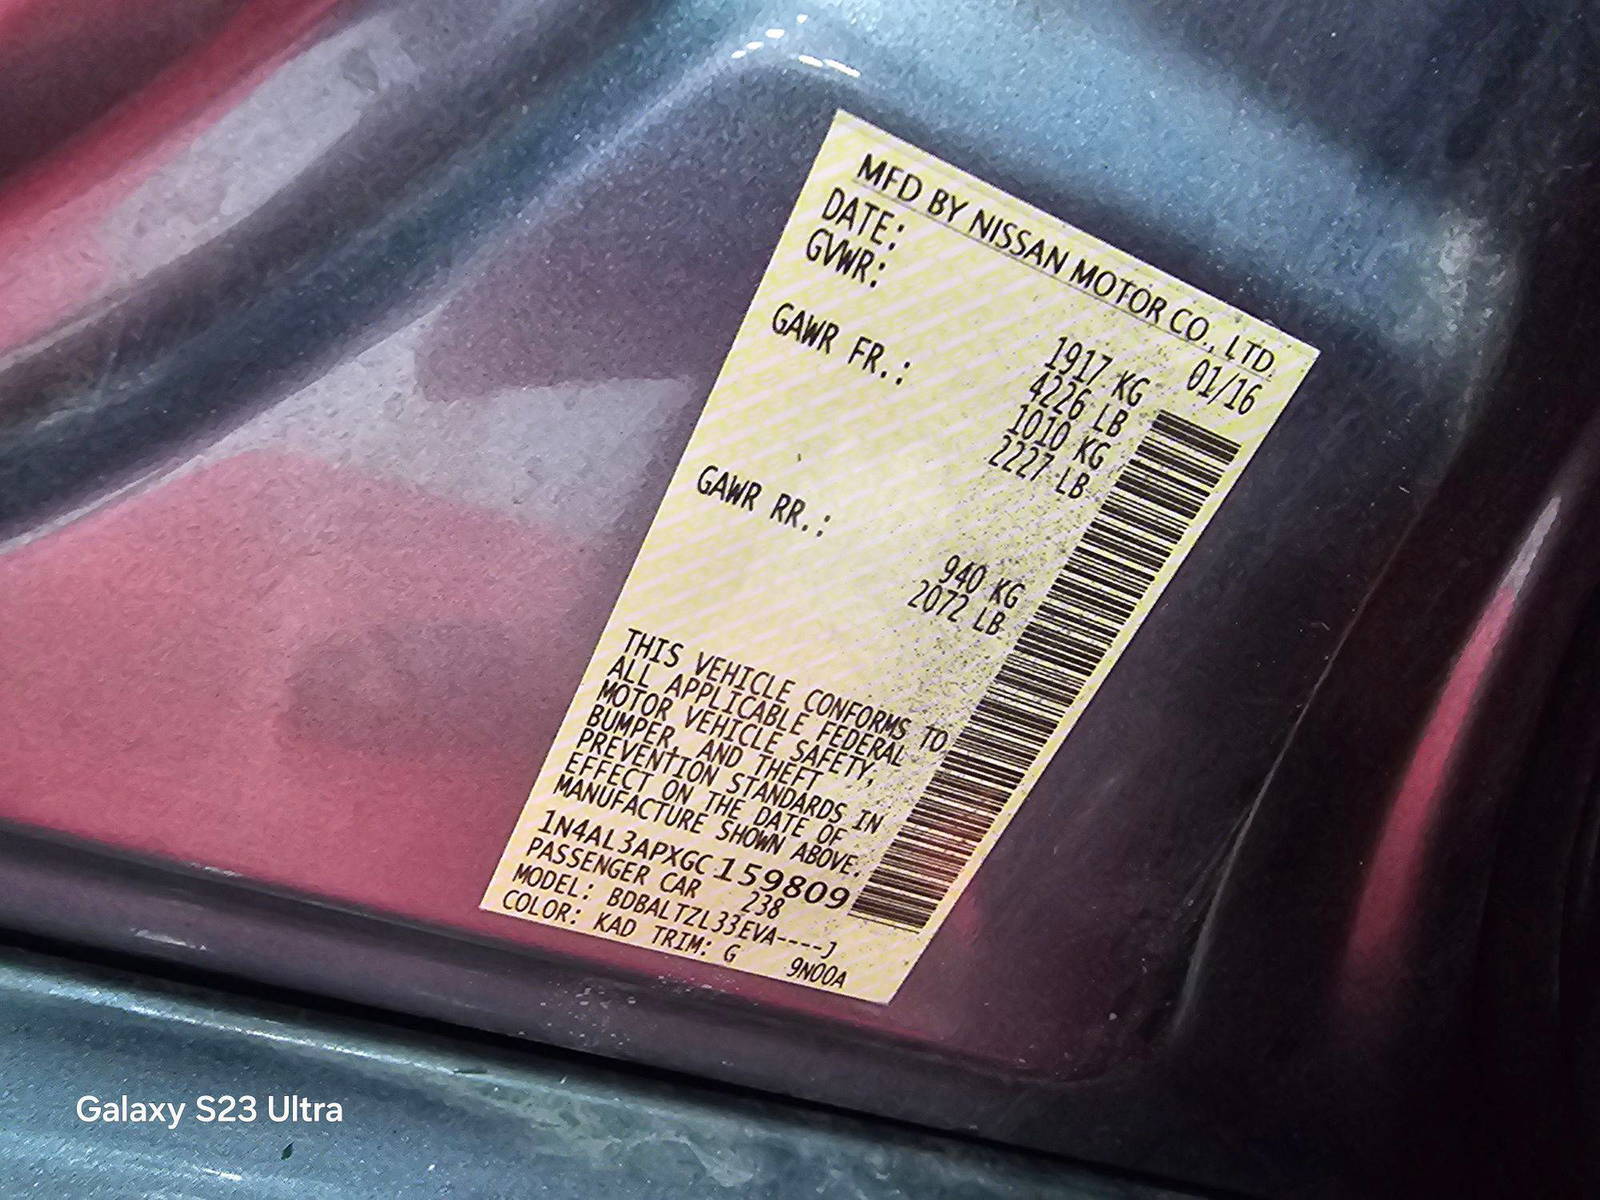 MFD BY NISSAN MOTOR CO., LTD.
DATE: 01/16
GVWR: 1917 KG
4226 LB
GAWR FR.: 1010 KG
2227 LB
GAWR RR.: 940 KG
2072 LB
THIS VEHICLE CONFORMS TO
ALL APPLICABLE FEDERAL
MOTOR VEHICLE SAFETY,
BUMPER, AND THEFT
PREVENTION STANDARDS IN
EFFECT ON THE DATE OF
MANUFACTURE SHOWN ABOVE.
1N4AL3APXGC159809
PASSENGER CAR 238
MODEL: BDBALTZL33EVA----J
COLOR: KAD TRIM: G 9N00A
Galaxy S23 Ultra